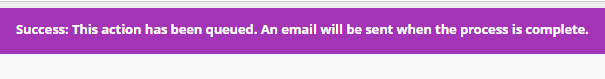 Success: This action has been queued. An email will be sent when the process is complete.